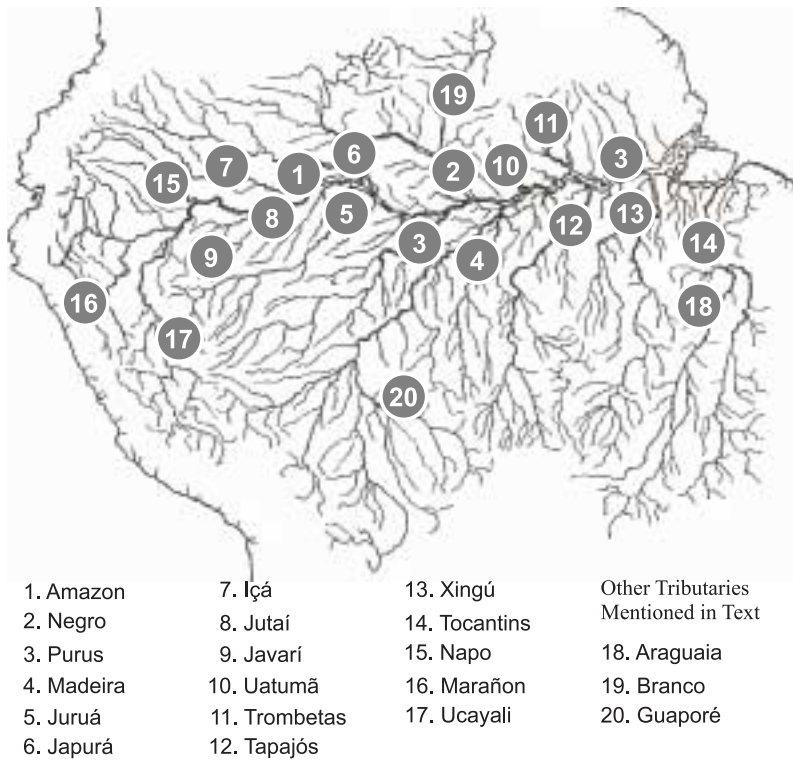 19
11
6
3
7
1
2
10
15
5
8
13
12
3
14
9
4
16
18
17
20
1. Amazon
2. Negro
3. Purus
4. Madeira
5. Juruá
6. Japurá
7. Içá
8. Jutaí
9. Javarí
10. Uatumã
11. Trombetas
12. Tapajós
13. Xingú
14. Tocantins
15. Napo
16. Marañon
17. Ucayali
Other Tributaries
Mentioned in Text
18. Araguaia
19. Branco
20. Guaporé